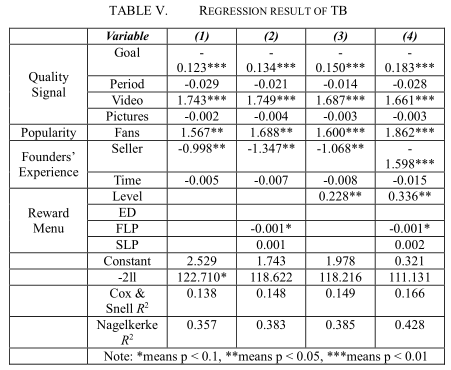 TABLE V. REGRESSION RESULT OF TB
Variable (1) (2) (3) (4)
Quality Signal Goal -0.123*** -0.134*** -0.150*** -0.183***
Period -0.029 -0.021 -0.014 -0.028
Video 1.743*** 1.749*** 1.687*** 1.661***
Pictures -0.002 -0.004 -0.003 -0.003
Popularity Fans 1.567** 1.688** 1.600*** 1.862***
Founders' Experience Seller -0.998** -1.347** -1.068** -1.598***
Time -0.005 -0.007 -0.008 -0.015
Reward Menu Level 0.228** 0.336**
ED
FLP -0.001* -0.001*
SLP 0.001 0.002
Constant 2.529 1.743 1.978 0.321
-2ll 122.710* 118.622 118.216 111.131
Cox & Snell R² 0.138 0.148 0.149 0.166
Nagelkerke R² 0.357 0.383 0.385 0.428
Note: *means p < 0.1, **means p < 0.05, ***means p < 0.01